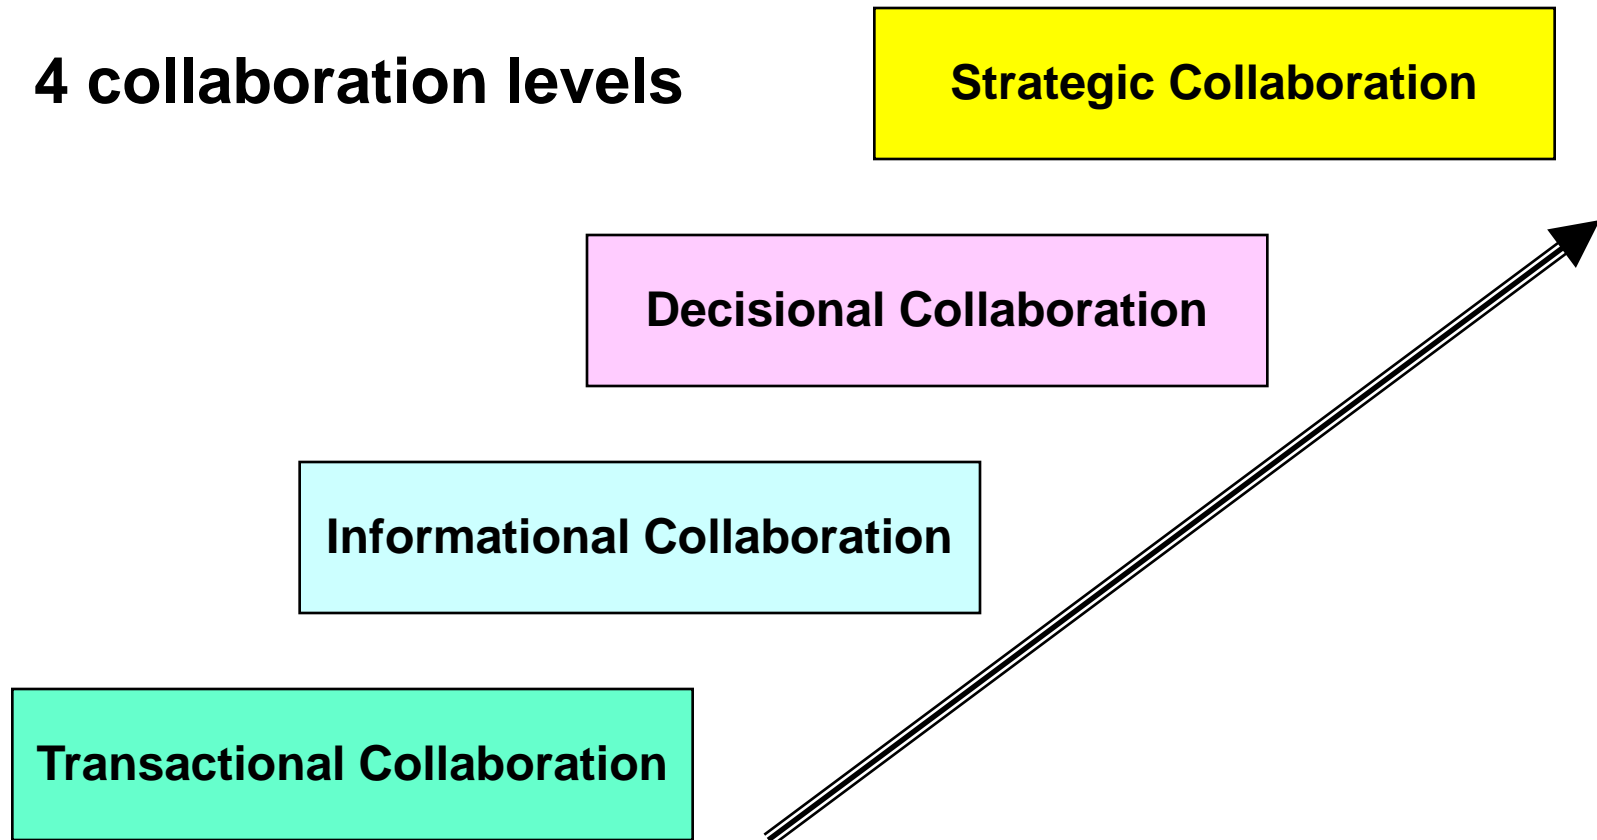 4 collaboration levels
Strategic Collaboration
Decisional Collaboration
Informational Collaboration
Transactional Collaboration